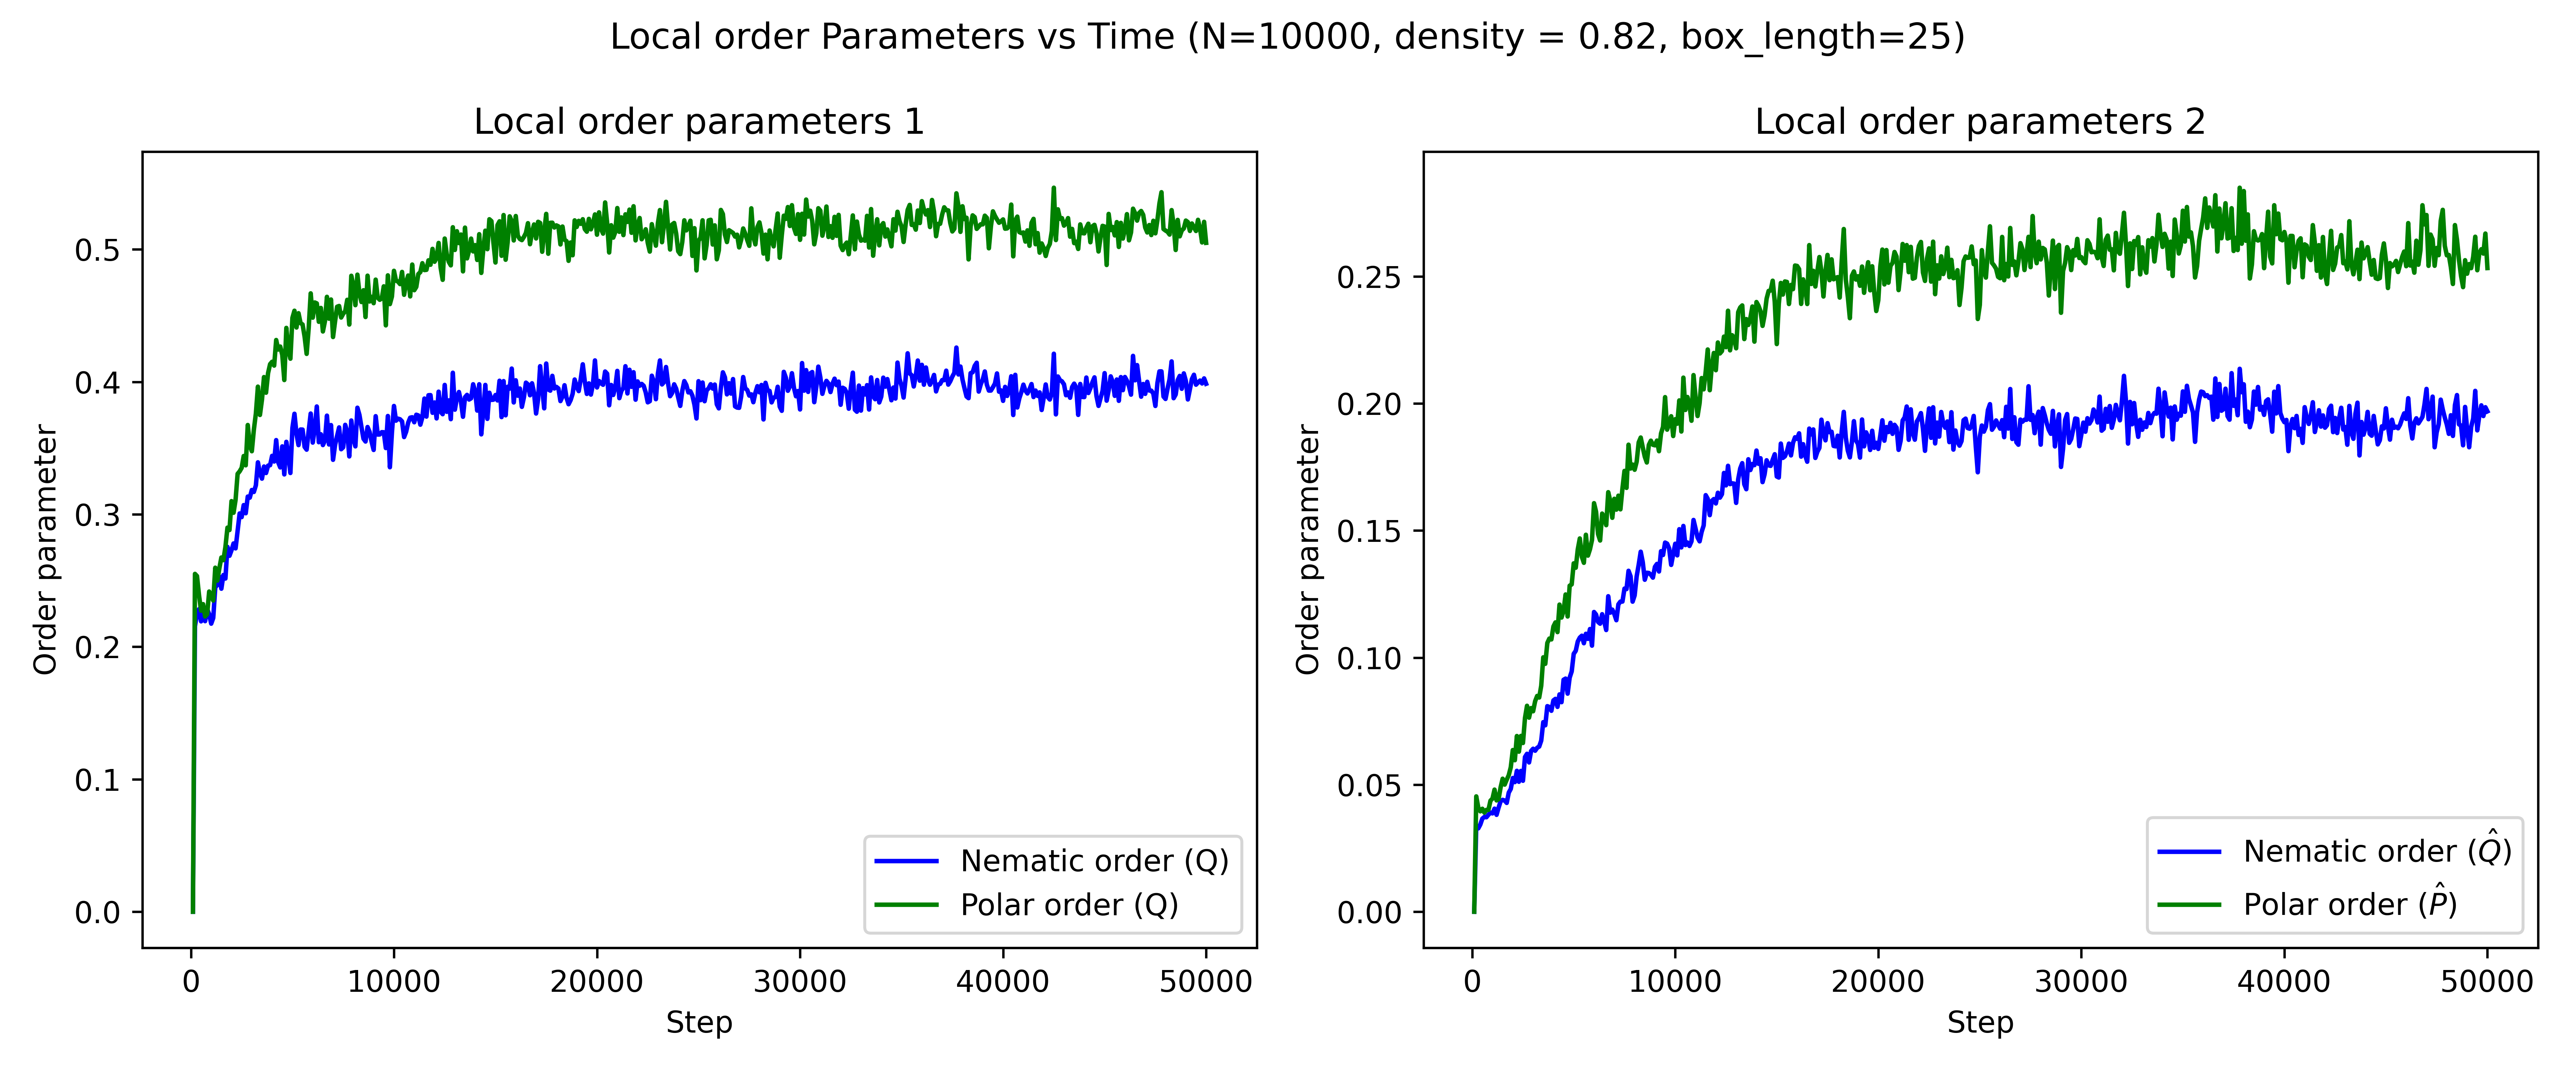 Local order Parameters vs Time (N=10000, density = 0.82, box_length=25)
Local order parameters 1
Order parameter
0.5
0.4
0.3
0.2
0.1
0.0
0 10000 20000 30000 40000 50000
Step
Nematic order (Q)
Polar order (Q)
Local order parameters 2
Order parameter
0.25
0.20
0.15
0.10
0.05
0.00
0 10000 20000 30000 40000 50000
Step
Nematic order (Q̂)
Polar order (P̂)